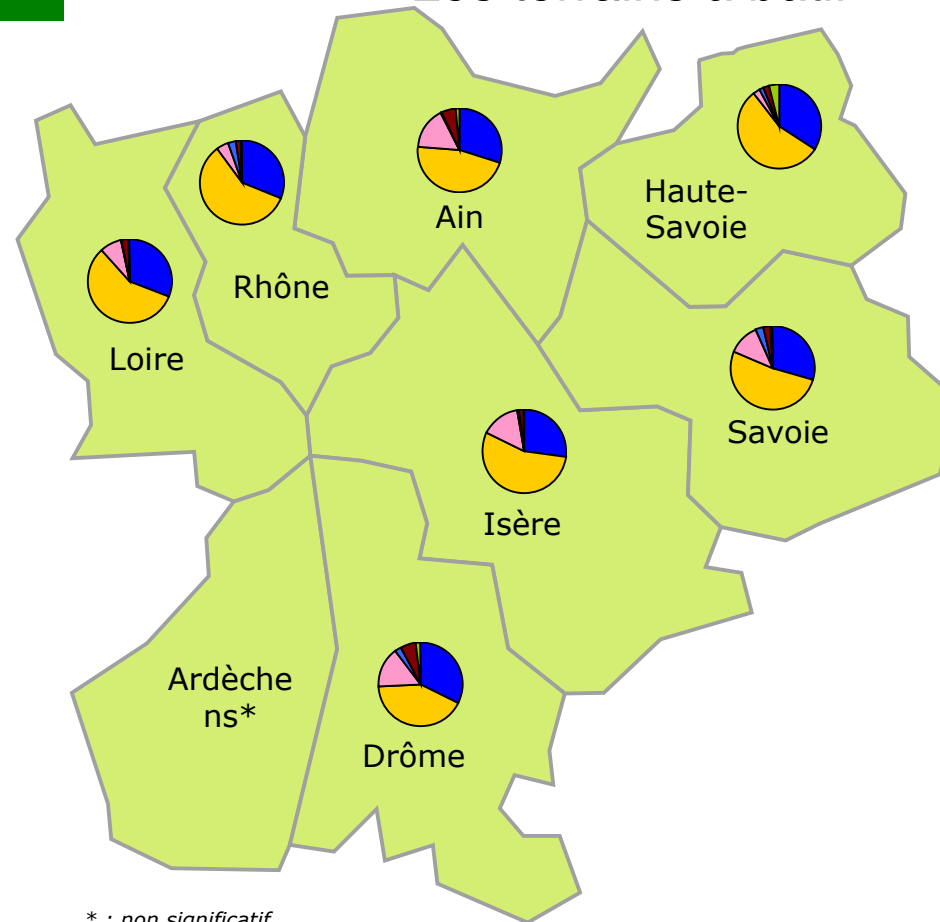 Haute-
Savoie
Ain
Rhône
Loire
Savoie
Isère
Ardèche
ns*
Drôme
* : non significatif